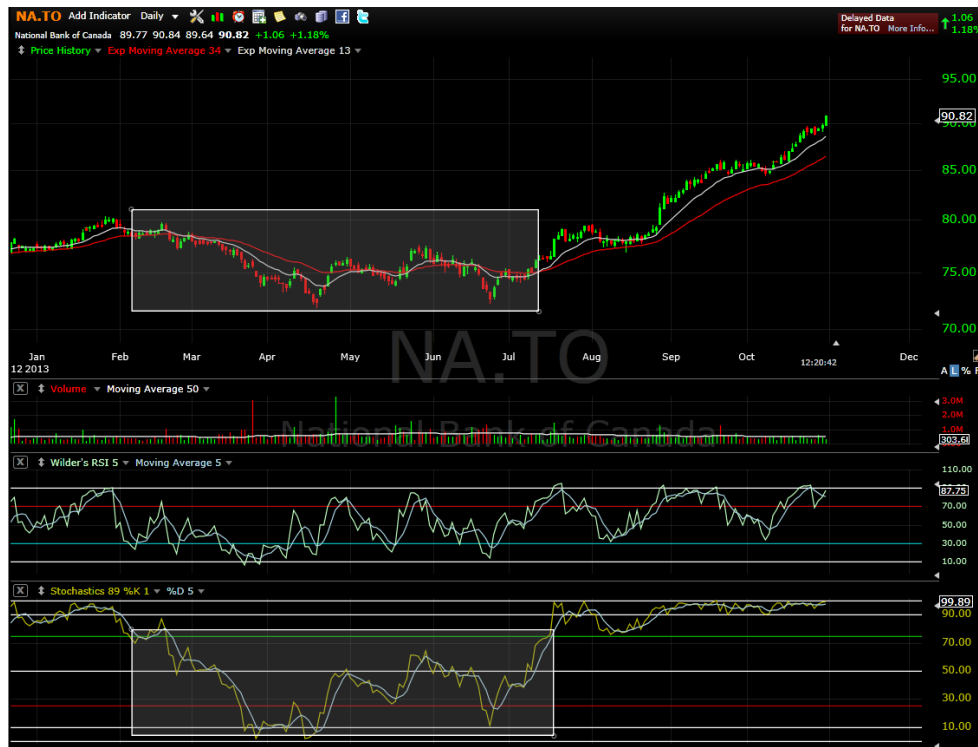 NA.TO Add Indicator Daily
Delayed Data
for NA.TO More Info...
1.06
1.18%
National Bank of Canada 89.77 90.84 89.64 90.82 +1.06 +1.18%
Price History Exp Moving Average 34 Exp Moving Average 13
95.00
90.82
90.00
85.00
80.00
75.00
70.00
NA.TO
Jan Feb Mar Apr May Jun Jul Aug Sep Oct Dec
12 2013
12:20:42
A L %
X Volume Moving Average 50
3.0M
2.0M
1.0M
National Bank of Canada
X Wilder's RSI 5 Moving Average 5
110.00
87.75
70.00
50.00
30.00
10.00
X Stochastics 89 %K 1 %D 5
99.89
90.00
70.00
50.00
30.00
10.00